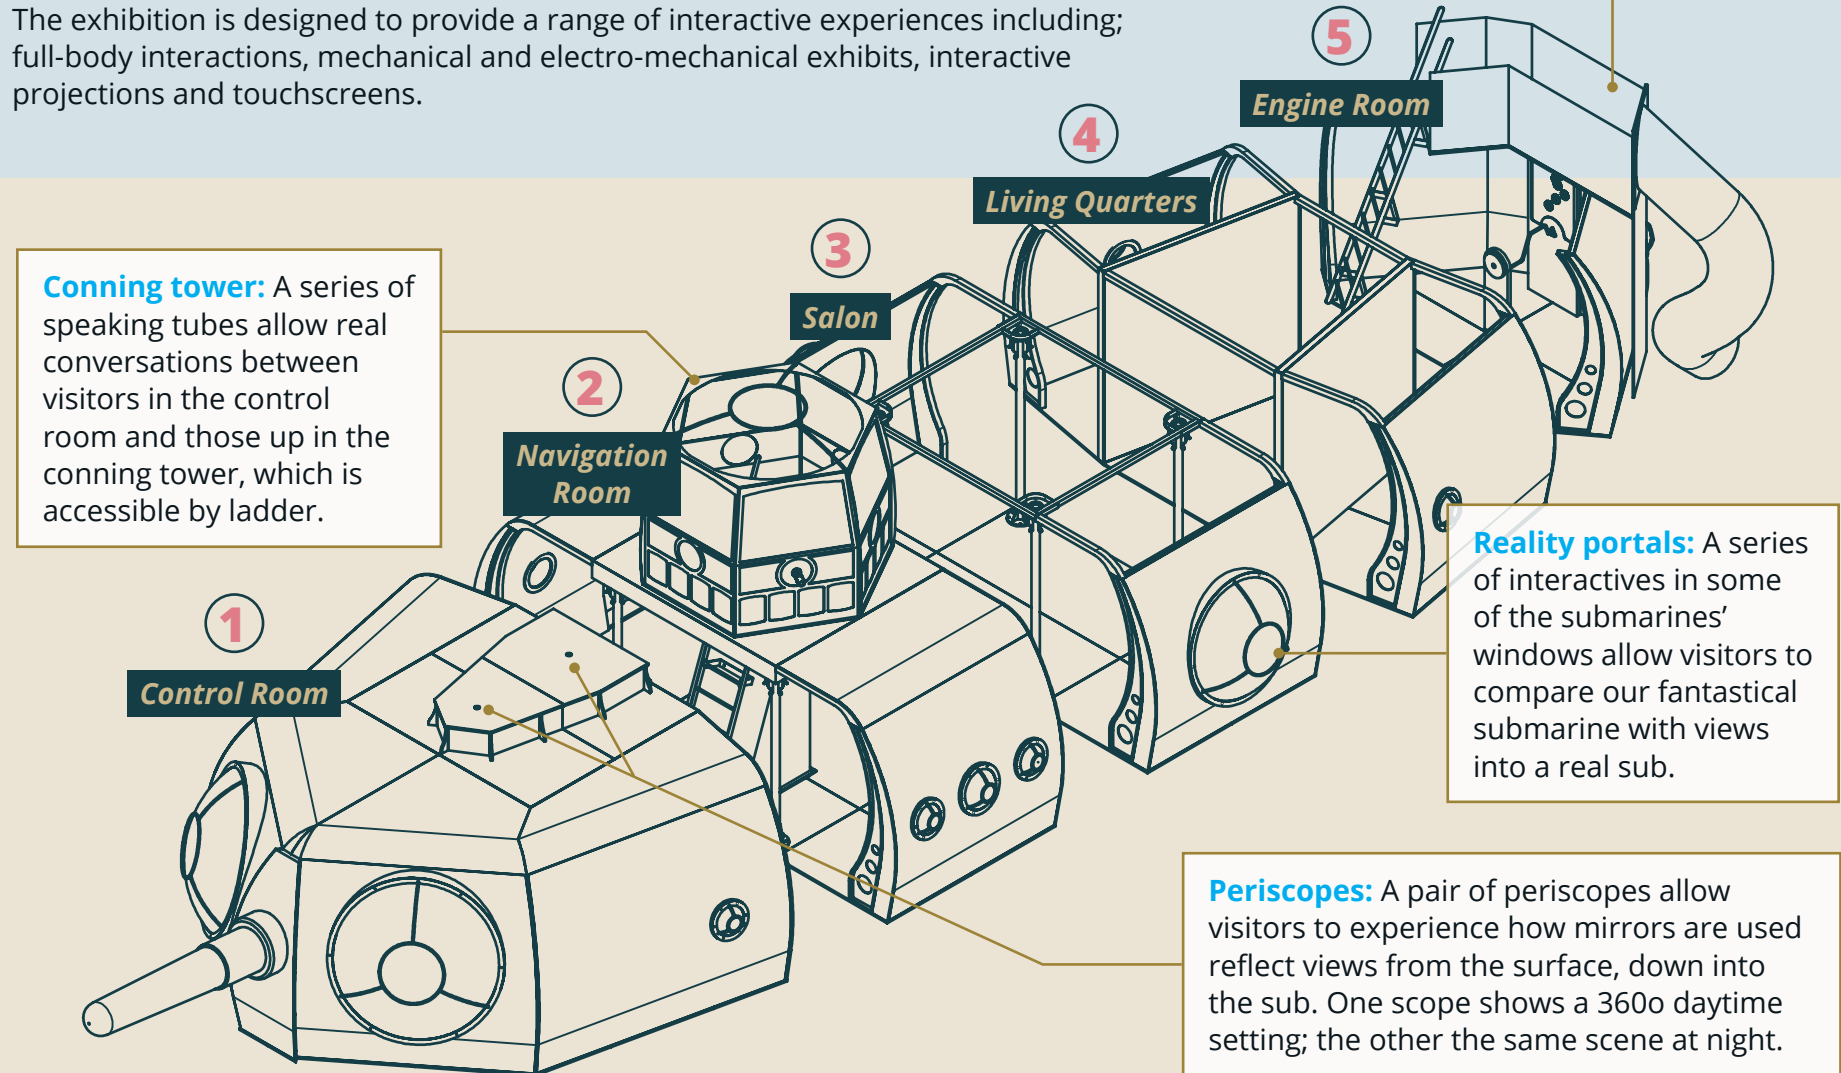 The exhibition is designed to provide a range of interactive experiences including;
full-body interactions, mechanical and electro-mechanical exhibits, interactive
projections and touchscreens.
5
Engine Room
4
Living Quarters
3
Salon
2
Navigation
Room
1
Control Room
Conning tower: A series of
speaking tubes allow real
conversations between
visitors in the control
room and those up in the
conning tower, which is
accessible by ladder.
Reality portals: A series
of interactives in some
of the submarines’
windows allow visitors to
compare our fantastical
submarine with views
into a real sub.
Periscopes: A pair of periscopes allow
visitors to experience how mirrors are used
reflect views from the surface, down into
the sub. One scope shows a 360o daytime
setting; the other the same scene at night.